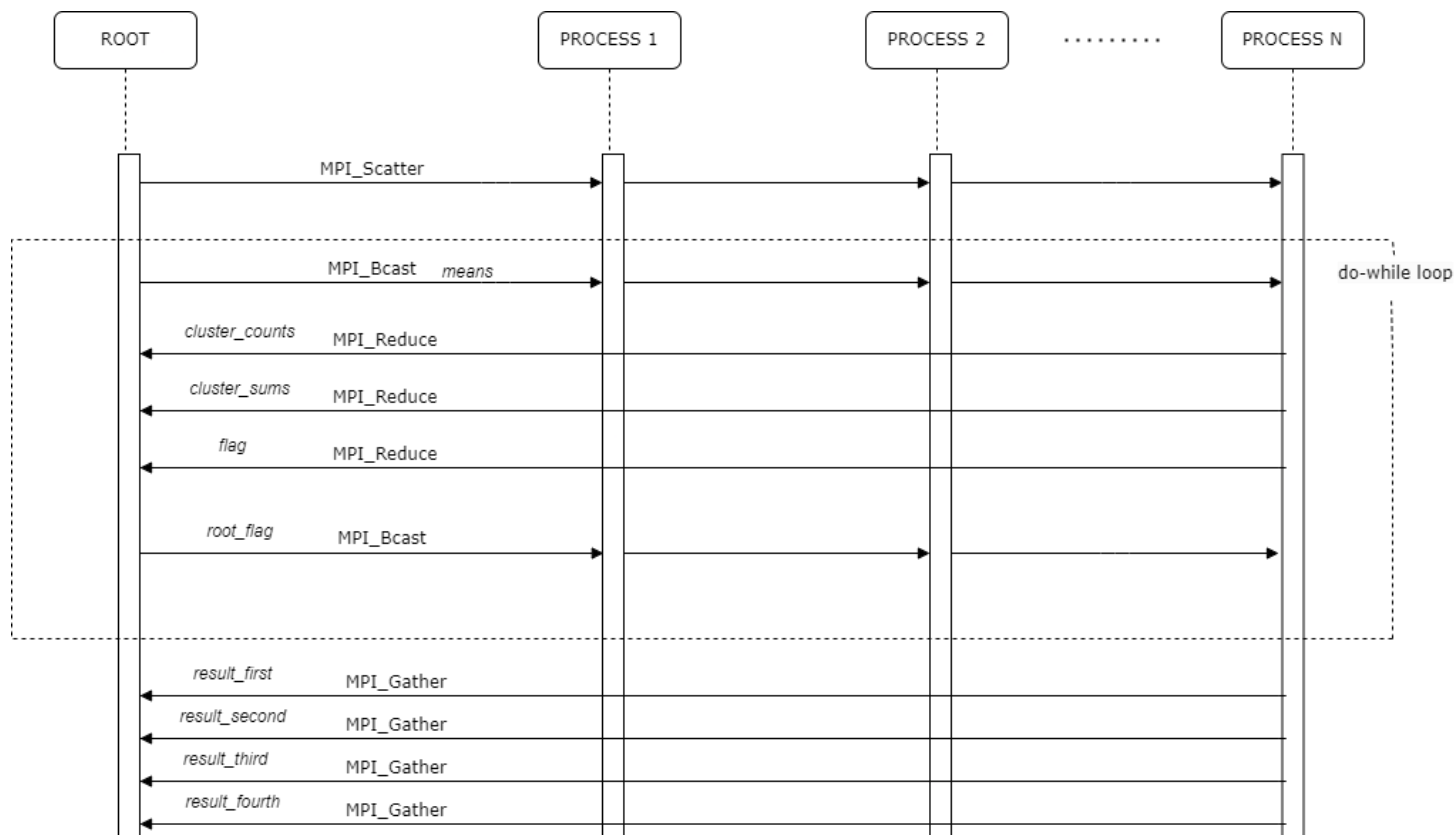 ROOT
PROCESS 1
PROCESS 2
.........
PROCESS N
MPI_Scatter
MPI_Bcast means
do-while loop
cluster_counts MPI_Reduce
cluster_sums MPI_Reduce
flag MPI_Reduce
root_flag MPI_Bcast
result_first MPI_Gather
result_second MPI_Gather
result_third MPI_Gather
result_fourth MPI_Gather